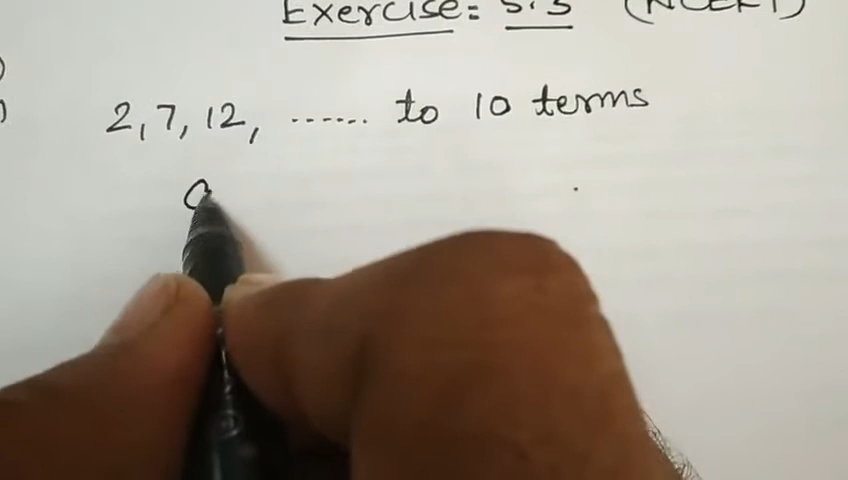 Exercise: 5.3 (NCERT)
)
) 2, 7, 12, ...... to 10 terms
a